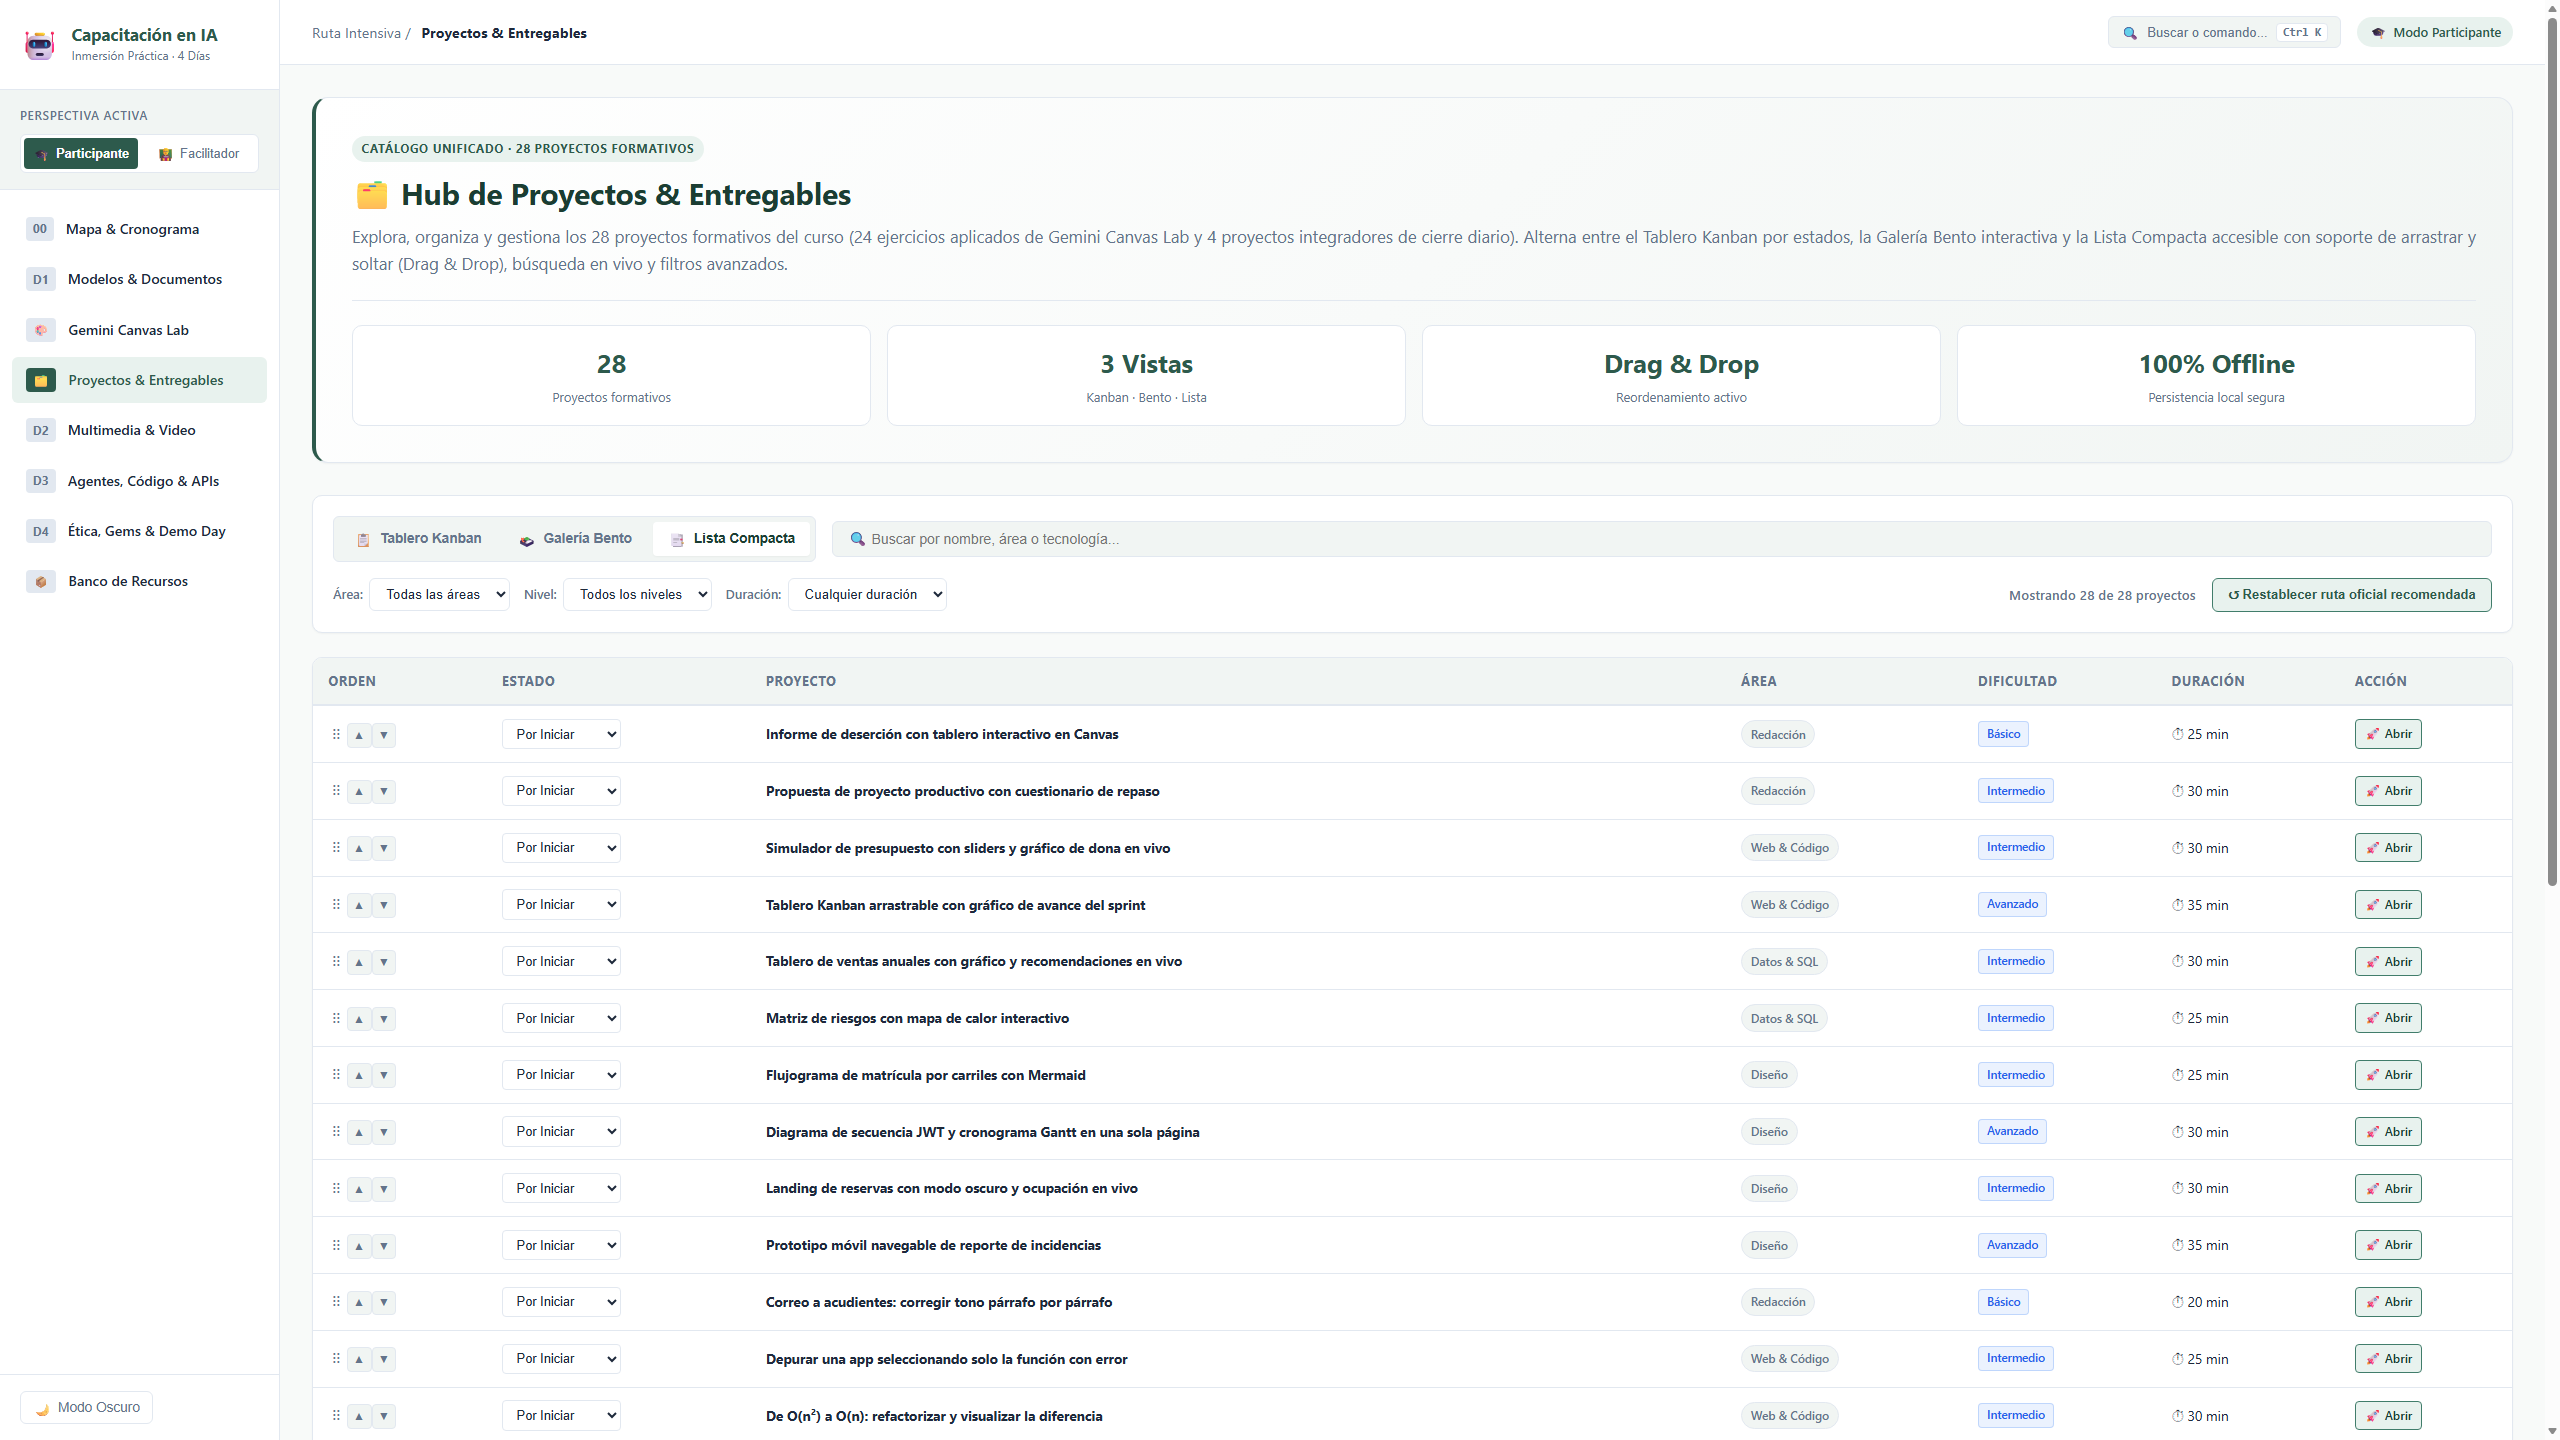 Capacitación en IA
Inmersión Práctica · 4 Días
PERSPECTIVA ACTIVA
Participante
Facilitador
00 Mapa & Cronograma
D1 Modelos & Documentos
Gemini Canvas Lab
Proyectos & Entregables
D2 Multimedia & Video
D3 Agentes, Código & APIs
D4 Ética, Gems & Demo Day
Banco de Recursos
Modo Oscuro
Ruta Intensiva / Proyectos & Entregables
Buscar o comando... Ctrl K
Modo Participante
CATÁLOGO UNIFICADO · 28 PROYECTOS FORMATIVOS
Hub de Proyectos & Entregables
Explora, organiza y gestiona los 28 proyectos formativos del curso (24 ejercicios aplicados de Gemini Canvas Lab y 4 proyectos integradores de cierre diario). Alterna entre el Tablero Kanban por estados, la Galería Bento interactiva y la Lista Compacta accesible con soporte de arrastrar y
soltar (Drag & Drop), búsqueda en vivo y filtros avanzados.
28
Proyectos formativos
3 Vistas
Kanban · Bento · Lista
Drag & Drop
Reordenamiento activo
100% Offline
Persistencia local segura
Tablero Kanban
Galería Bento
Lista Compacta
Buscar por nombre, área o tecnología...
Área: Todas las áreas
Nivel: Todos los niveles
Duración: Cualquier duración
Mostrando 28 de 28 proyectos
↺ Restablecer ruta oficial recomendada
ORDEN ESTADO PROYECTO ÁREA DIFICULTAD DURACIÓN ACCIÓN
Por Iniciar Informe de deserción con tablero interactivo en Canvas Redacción Básico 25 min Abrir
Por Iniciar Propuesta de proyecto productivo con cuestionario de repaso Redacción Intermedio 30 min Abrir
Por Iniciar Simulador de presupuesto con sliders y gráfico de dona en vivo Web & Código Intermedio 30 min Abrir
Por Iniciar Tablero Kanban arrastrable con gráfico de avance del sprint Web & Código Avanzado 35 min Abrir
Por Iniciar Tablero de ventas anuales con gráfico y recomendaciones en vivo Datos & SQL Intermedio 30 min Abrir
Por Iniciar Matriz de riesgos con mapa de calor interactivo Datos & SQL Intermedio 25 min Abrir
Por Iniciar Flujograma de matrícula por carriles con Mermaid Diseño Intermedio 25 min Abrir
Por Iniciar Diagrama de secuencia JWT y cronograma Gantt en una sola página Diseño Avanzado 30 min Abrir
Por Iniciar Landing de reservas con modo oscuro y ocupación en vivo Diseño Intermedio 30 min Abrir
Por Iniciar Prototipo móvil navegable de reporte de incidencias Diseño Avanzado 35 min Abrir
Por Iniciar Correo a acudientes: corregir tono párrafo por párrafo Redacción Básico 20 min Abrir
Por Iniciar Depurar una app seleccionando solo la función con error Web & Código Intermedio 25 min Abrir
Por Iniciar De O(n²) a O(n): refactorizar y visualizar la diferencia Web & Código Intermedio 30 min Abrir